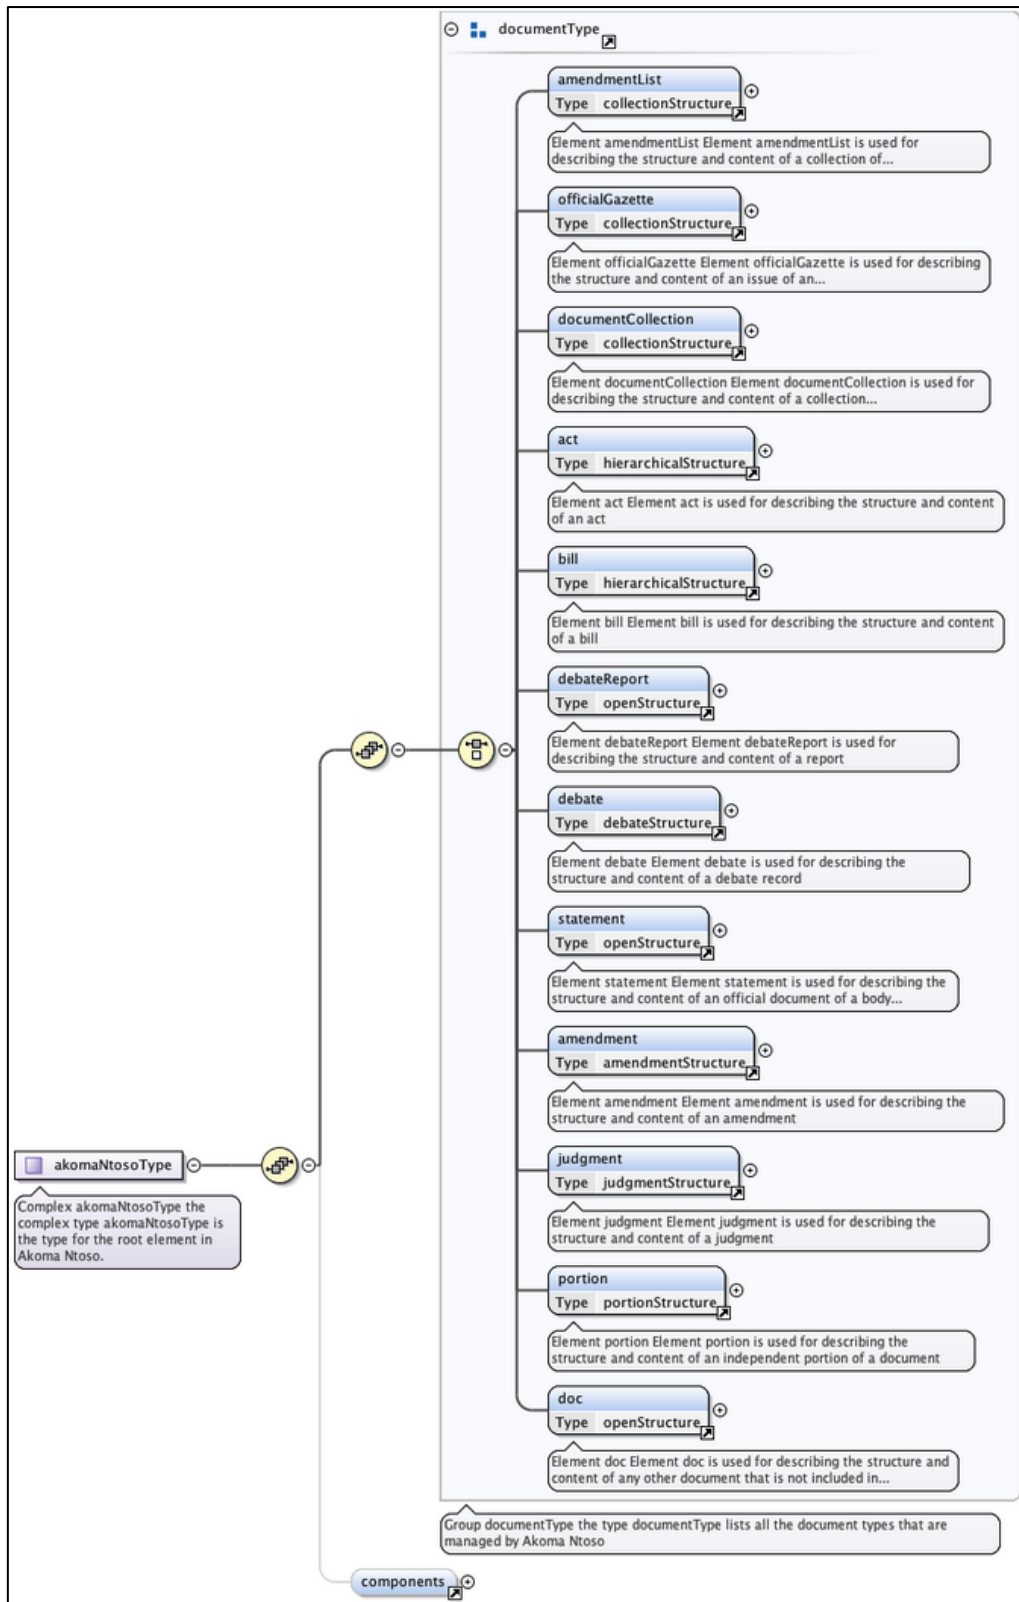 documentType
amendmentList
Type collectionStructure
Element amendmentList Element amendmentList is used for
describing the structure and content of a collection of...
officialGazette
Type collectionStructure
Element officialGazette Element officialGazette is used for describing
the structure and content of an issue of an...
documentCollection
Type collectionStructure
Element documentCollection Element documentCollection is used for
describing the structure and content of a collection...
act
Type hierarchicalStructure
Element act Element act is used for describing the structure and content
of an act
bill
Type hierarchicalStructure
Element bill Element bill is used for describing the structure and content
of a bill
debateReport
Type openStructure
Element debateReport Element debateReport is used for
describing the structure and content of a report
debate
Type debateStructure
Element debate Element debate is used for describing the
structure and content of a debate record
statement
Type openStructure
Element statement Element statement is used for describing the
structure and content of an official document of a body...
amendment
Type amendmentStructure
Element amendment Element amendment is used for describing the
structure and content of an amendment
akomaNtosoType
Complex akomaNtosoType the
complex type akomaNtosoType is
the type for the root element in
Akoma Ntoso.
judgment
Type judgmentStructure
Element judgment Element judgment is used for describing the
structure and content of a judgment
portion
Type portionStructure
Element portion Element portion is used for describing the
structure and content of an independent portion of a document
doc
Type openStructure
Element doc Element doc is used for describing the structure and
content of any other document that is not included in...
Group documentType the type documentType lists all the document types that are
managed by Akoma Ntoso
components